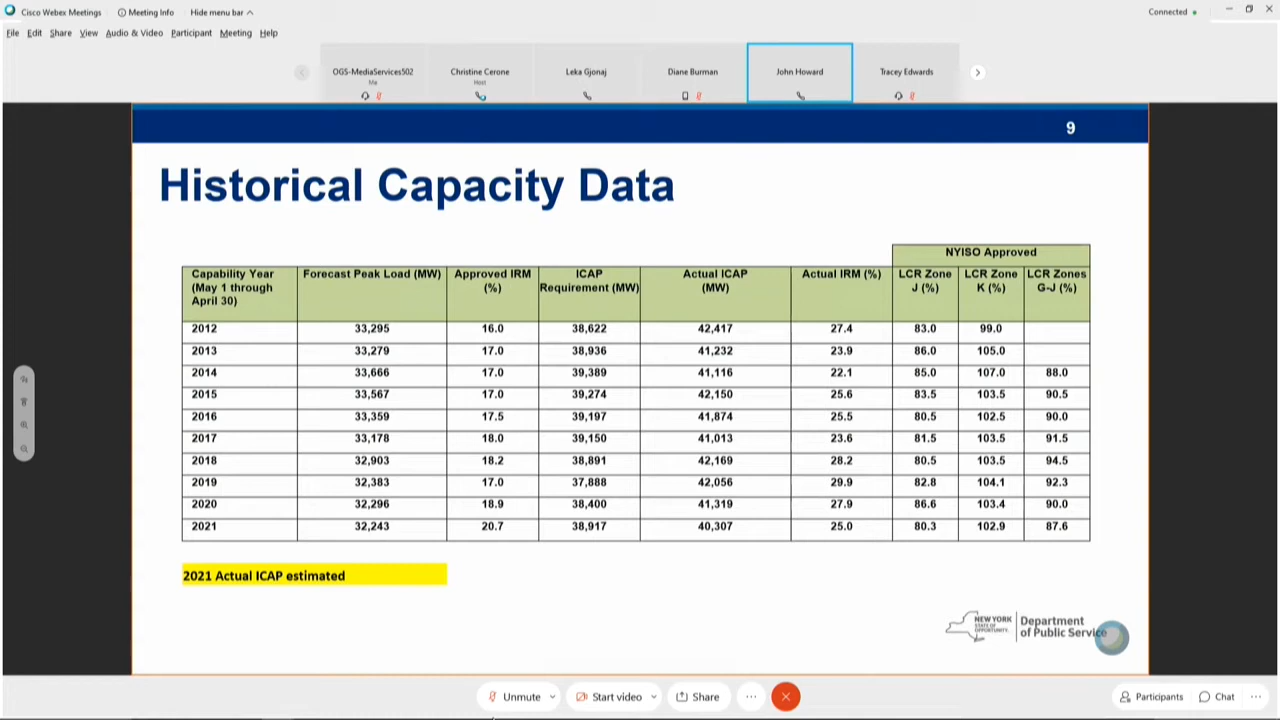 Cisco Webex Meetings Meeting Info Hide menu bar Connected
File Edit Share View Audio & Video Participant Meeting Help
OGS-MediaServices502 Christine Cerone Leka Gjonaj Diane Burman John Howard Tracey Edwards
Me Host
9
Historical Capacity Data
NYISO Approved
Capability Year (May 1 through April 30) Forecast Peak Load (MW) Approved IRM (%) ICAP Requirement (MW) Actual ICAP (MW) Actual IRM (%) LCR Zone J (%) LCR Zone K (%) LCR Zones G-J (%)
2012 33,295 16.0 38,622 42,417 27.4 83.0 99.0
2013 33,279 17.0 38,936 41,232 23.9 86.0 105.0
2014 33,666 17.0 39,389 41,116 22.1 85.0 107.0 88.0
2015 33,567 17.0 39,274 42,150 25.6 83.5 103.5 90.5
2016 33,359 17.5 39,197 41,874 25.5 80.5 102.5 90.0
2017 33,178 18.0 39,150 41,013 23.6 81.5 103.5 91.5
2018 32,903 18.2 38,891 42,169 28.2 80.5 103.5 94.5
2019 32,383 17.0 37,888 42,056 29.9 82.8 104.1 92.3
2020 32,296 18.9 38,400 41,319 27.9 86.6 103.4 90.0
2021 32,243 20.7 38,917 40,307 25.0 80.3 102.9 87.6
2021 Actual ICAP estimated
NEW YORK
STATE OF
OPPORTUNITY.
Department
of Public Service
Unmute Start video Share Participants Chat